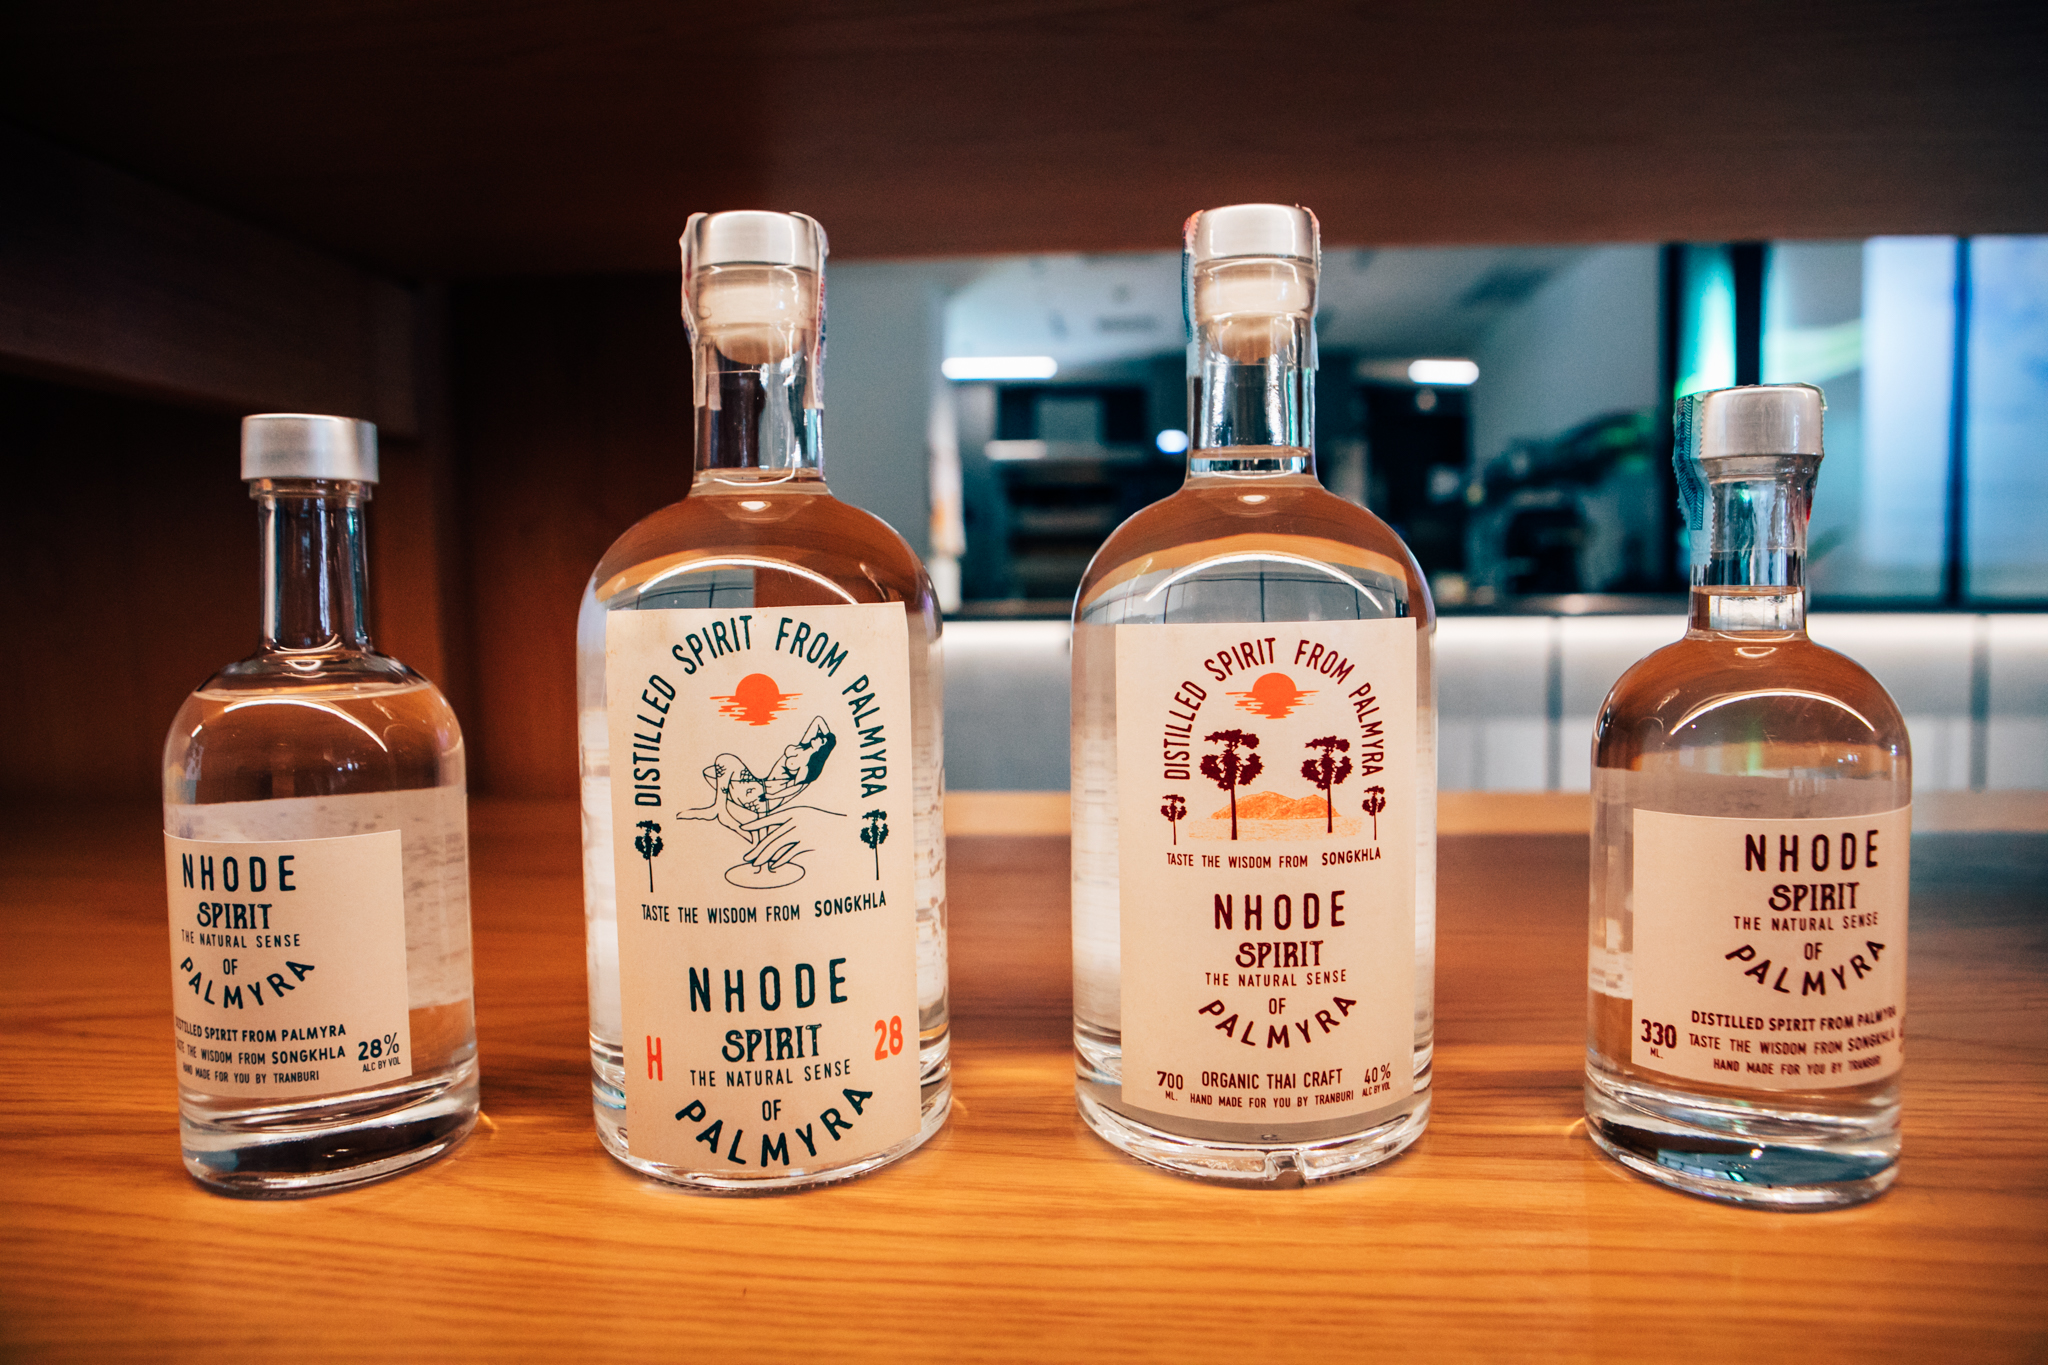 NHODE
SPIRIT
THE NATURAL SENSE
OF
PALMYRA
SPIRIT FROM PALMYRA
THE WISDOM FROM SONGKHLA
HAND MADE FOR YOU BY TRANBURI
28%
ALC BY VOL
DISTILLED SPIRIT FROM PALMYRA
TASTE THE WISDOM FROM SONGKHLA
NHODE
SPIRIT
H
28
THE NATURAL SENSE
OF
PALMYRA
DISTILLED SPIRIT FROM PALMYRA
TASTE THE WISDOM FROM SONGKHLA
NHODE
SPIRIT
THE NATURAL SENSE
OF
PALMYRA
700
ML.
ORGANIC THAI CRAFT
HAND MADE FOR YOU BY TRANBURI
40%
ALC BY VOL
NHODE
SPIRIT
THE NATURAL SENSE
OF
PALMYRA
330
ML.
DISTILLED SPIRIT FROM PALMYRA
TASTE THE WISDOM FROM SONGKHLA
HAND MADE FOR YOU BY TRANBURI